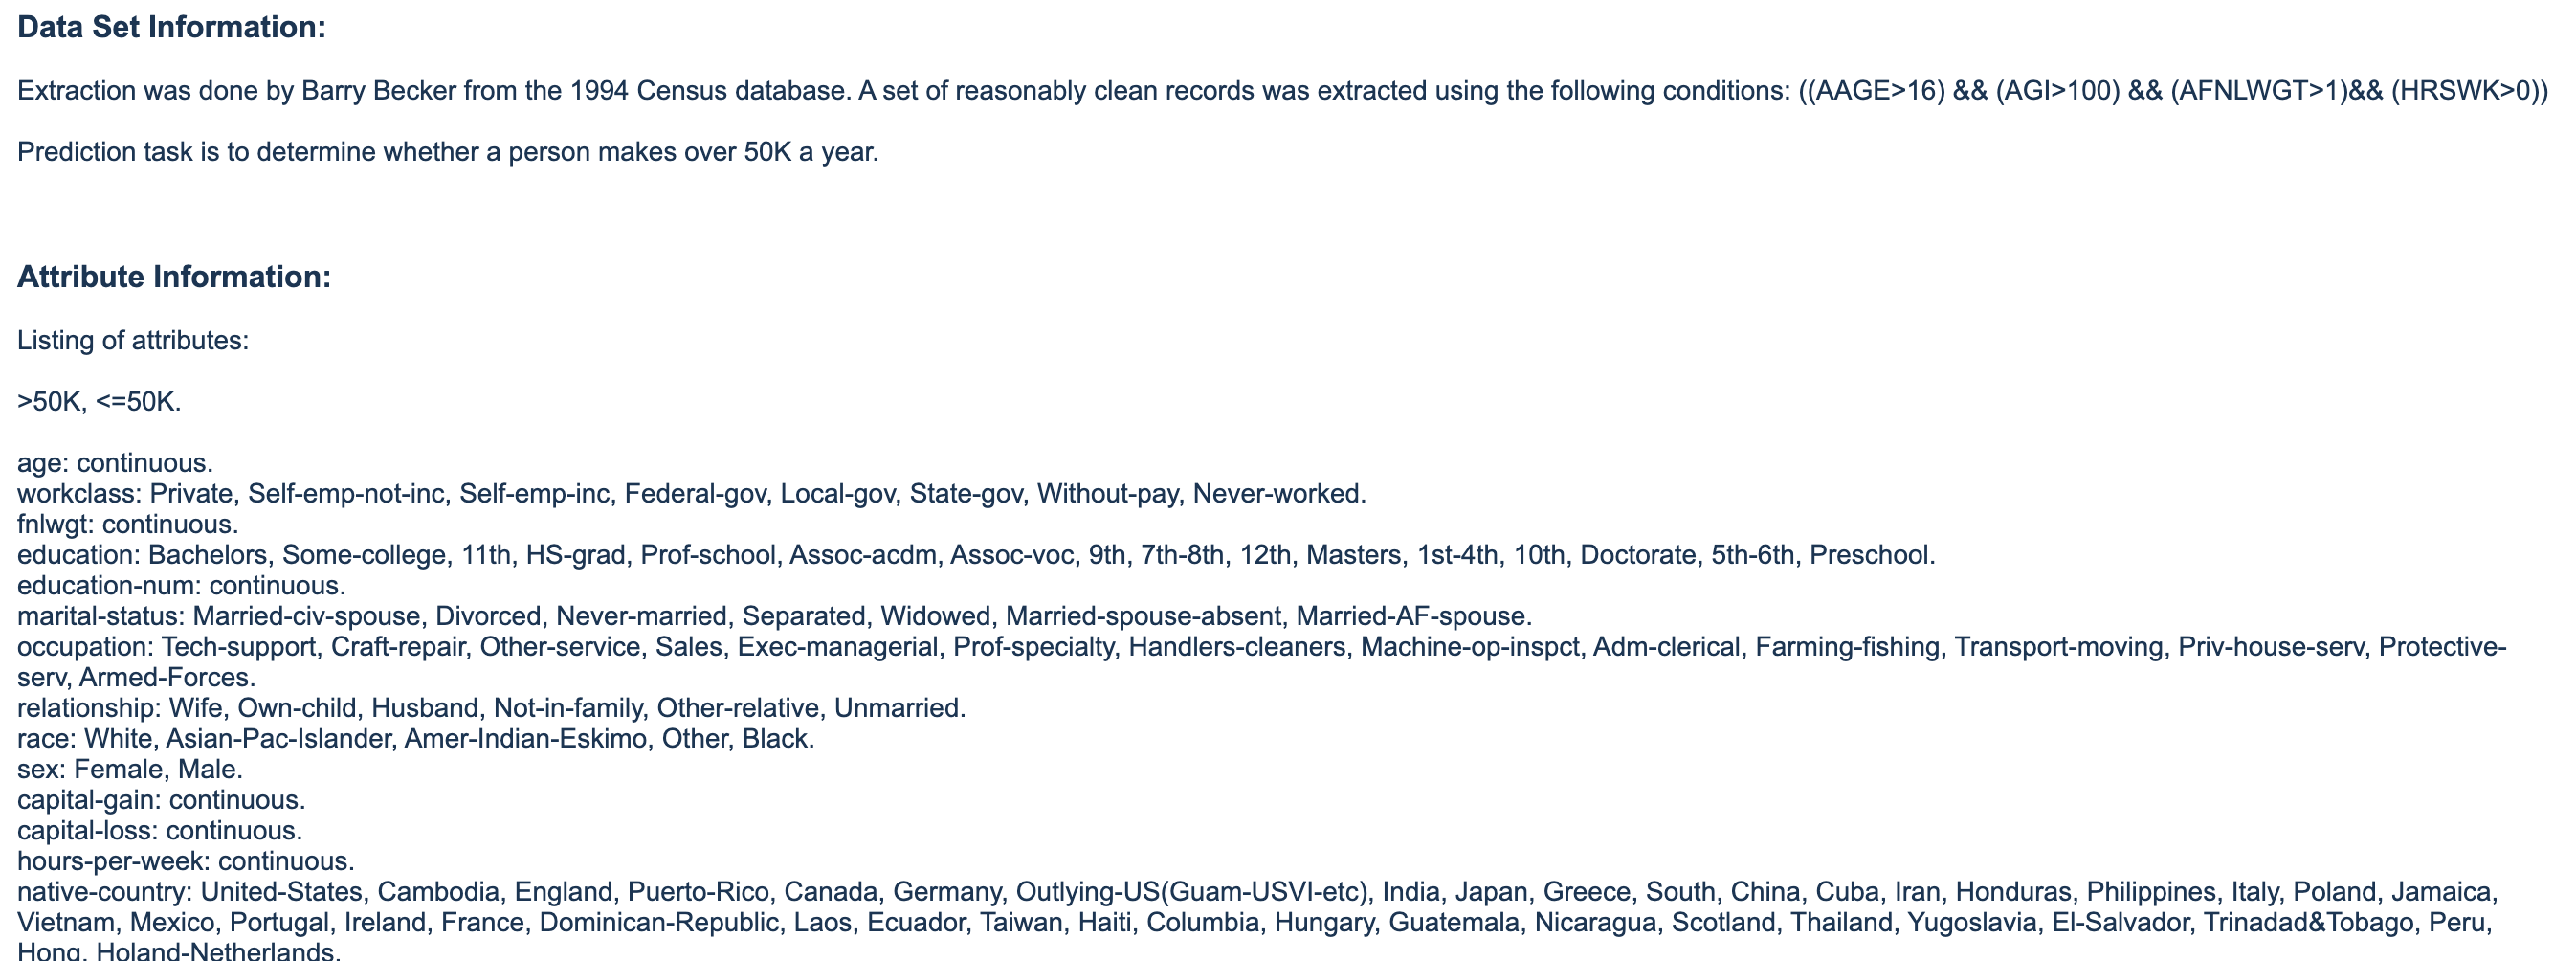 Data Set Information:
Extraction was done by Barry Becker from the 1994 Census database. A set of reasonably clean records was extracted using the following conditions: ((AAGE>16) && (AGI>100) && (AFNLWGT>1)&& (HRSWK>0))
Prediction task is to determine whether a person makes over 50K a year.
Attribute Information:
Listing of attributes:
>50K, <=50K.
age: continuous.
workclass: Private, Self-emp-not-inc, Self-emp-inc, Federal-gov, Local-gov, State-gov, Without-pay, Never-worked.
fnlwgt: continuous.
education: Bachelors, Some-college, 11th, HS-grad, Prof-school, Assoc-acdm, Assoc-voc, 9th, 7th-8th, 12th, Masters, 1st-4th, 10th, Doctorate, 5th-6th, Preschool.
education-num: continuous.
marital-status: Married-civ-spouse, Divorced, Never-married, Separated, Widowed, Married-spouse-absent, Married-AF-spouse.
occupation: Tech-support, Craft-repair, Other-service, Sales, Exec-managerial, Prof-specialty, Handlers-cleaners, Machine-op-inspct, Adm-clerical, Farming-fishing, Transport-moving, Priv-house-serv, Protective-
serv, Armed-Forces.
relationship: Wife, Own-child, Husband, Not-in-family, Other-relative, Unmarried.
race: White, Asian-Pac-Islander, Amer-Indian-Eskimo, Other, Black.
sex: Female, Male.
capital-gain: continuous.
capital-loss: continuous.
hours-per-week: continuous.
native-country: United-States, Cambodia, England, Puerto-Rico, Canada, Germany, Outlying-US(Guam-USVI-etc), India, Japan, Greece, South, China, Cuba, Iran, Honduras, Philippines, Italy, Poland, Jamaica,
Vietnam, Mexico, Portugal, Ireland, France, Dominican-Republic, Laos, Ecuador, Taiwan, Haiti, Columbia, Hungary, Guatemala, Nicaragua, Scotland, Thailand, Yugoslavia, El-Salvador, Trinadad&Tobago, Peru,
Hong, Holand-Netherlands.